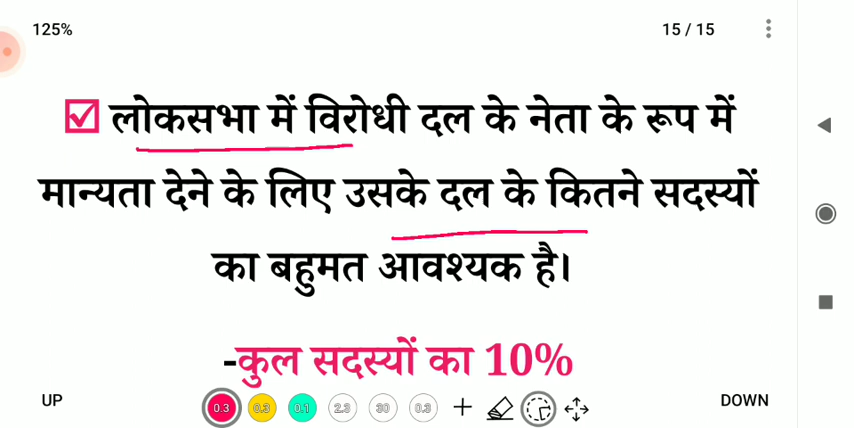 125%
15 / 15
☑ लोकसभा में विरोधी दल के नेता के रूप में
मान्यता देने के लिए उसके दल के कितने सदस्यों
का बहुमत आवश्यक है।
-कुल सदस्यों का 10%
UP
0.3 0.3 0.1 2.3 30 0.3
DOWN